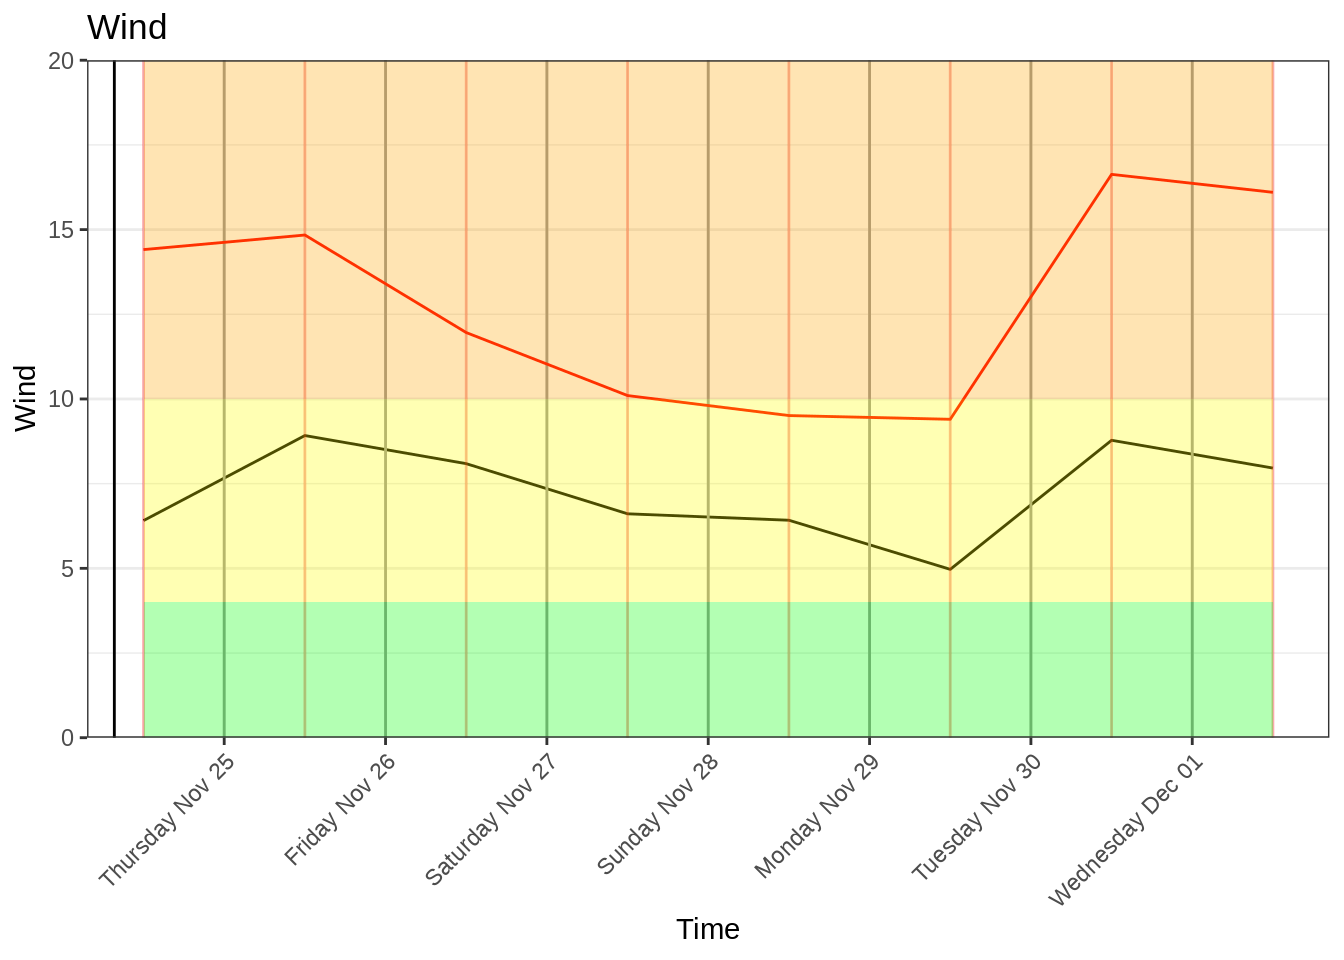 Wind
20
15
10
5
0
Wind
Thursday Nov 25
Friday Nov 26
Saturday Nov 27
Sunday Nov 28
Monday Nov 29
Tuesday Nov 30
Wednesday Dec 01
Time